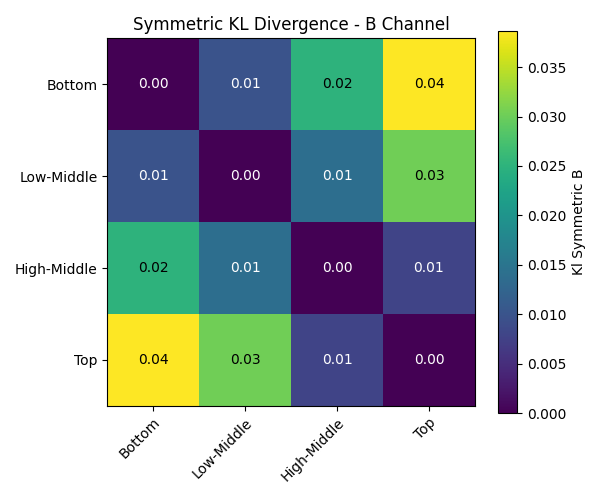 Symmetric KL Divergence - B Channel
Bottom 0.00 0.01 0.02 0.04
Low-Middle 0.01 0.00 0.01 0.03
High-Middle 0.02 0.01 0.00 0.01
Top 0.04 0.03 0.01 0.00
Bottom Low-Middle High-Middle Top
0.035
0.030
0.025
0.020
0.015
0.010
0.005
0.000
Kl Symmetric B